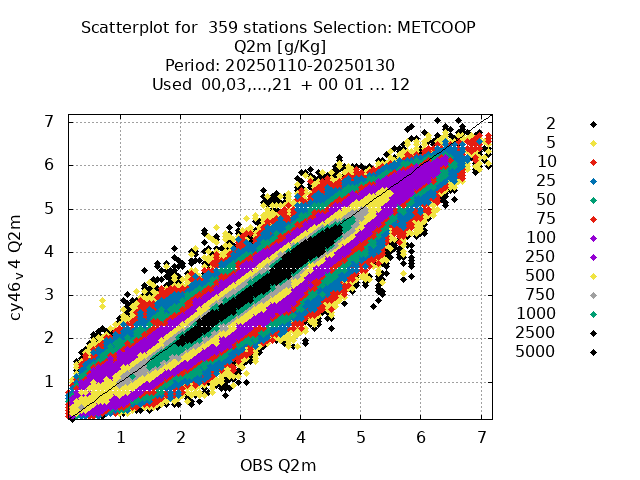 Scatterplot for  359 stations Selection: METCOOP
Q2m [g/Kg]
Period: 20250110-20250130
Used  00,03,...,21  + 00 01 ... 12
7
6
5
4
3
2
1
cy46_v4 Q2m
1 2 3 4 5 6 7
OBS Q2m
2
5
10
25
50
75
100
250
500
750
1000
2500
5000